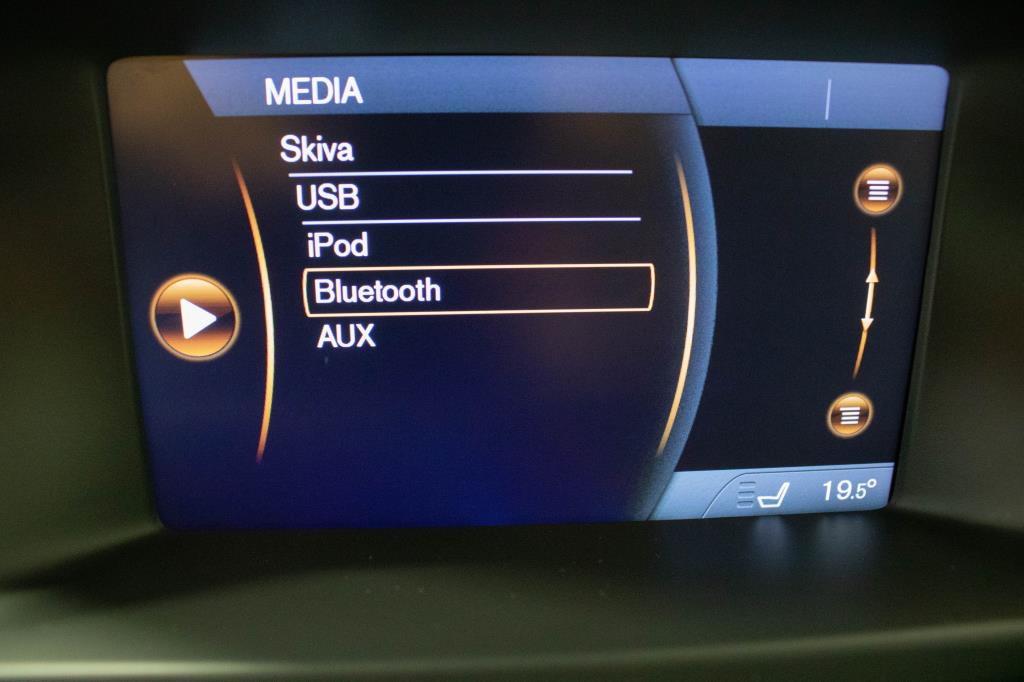 MEDIA
Skiva
USB
iPod
Bluetooth
AUX
19.5°